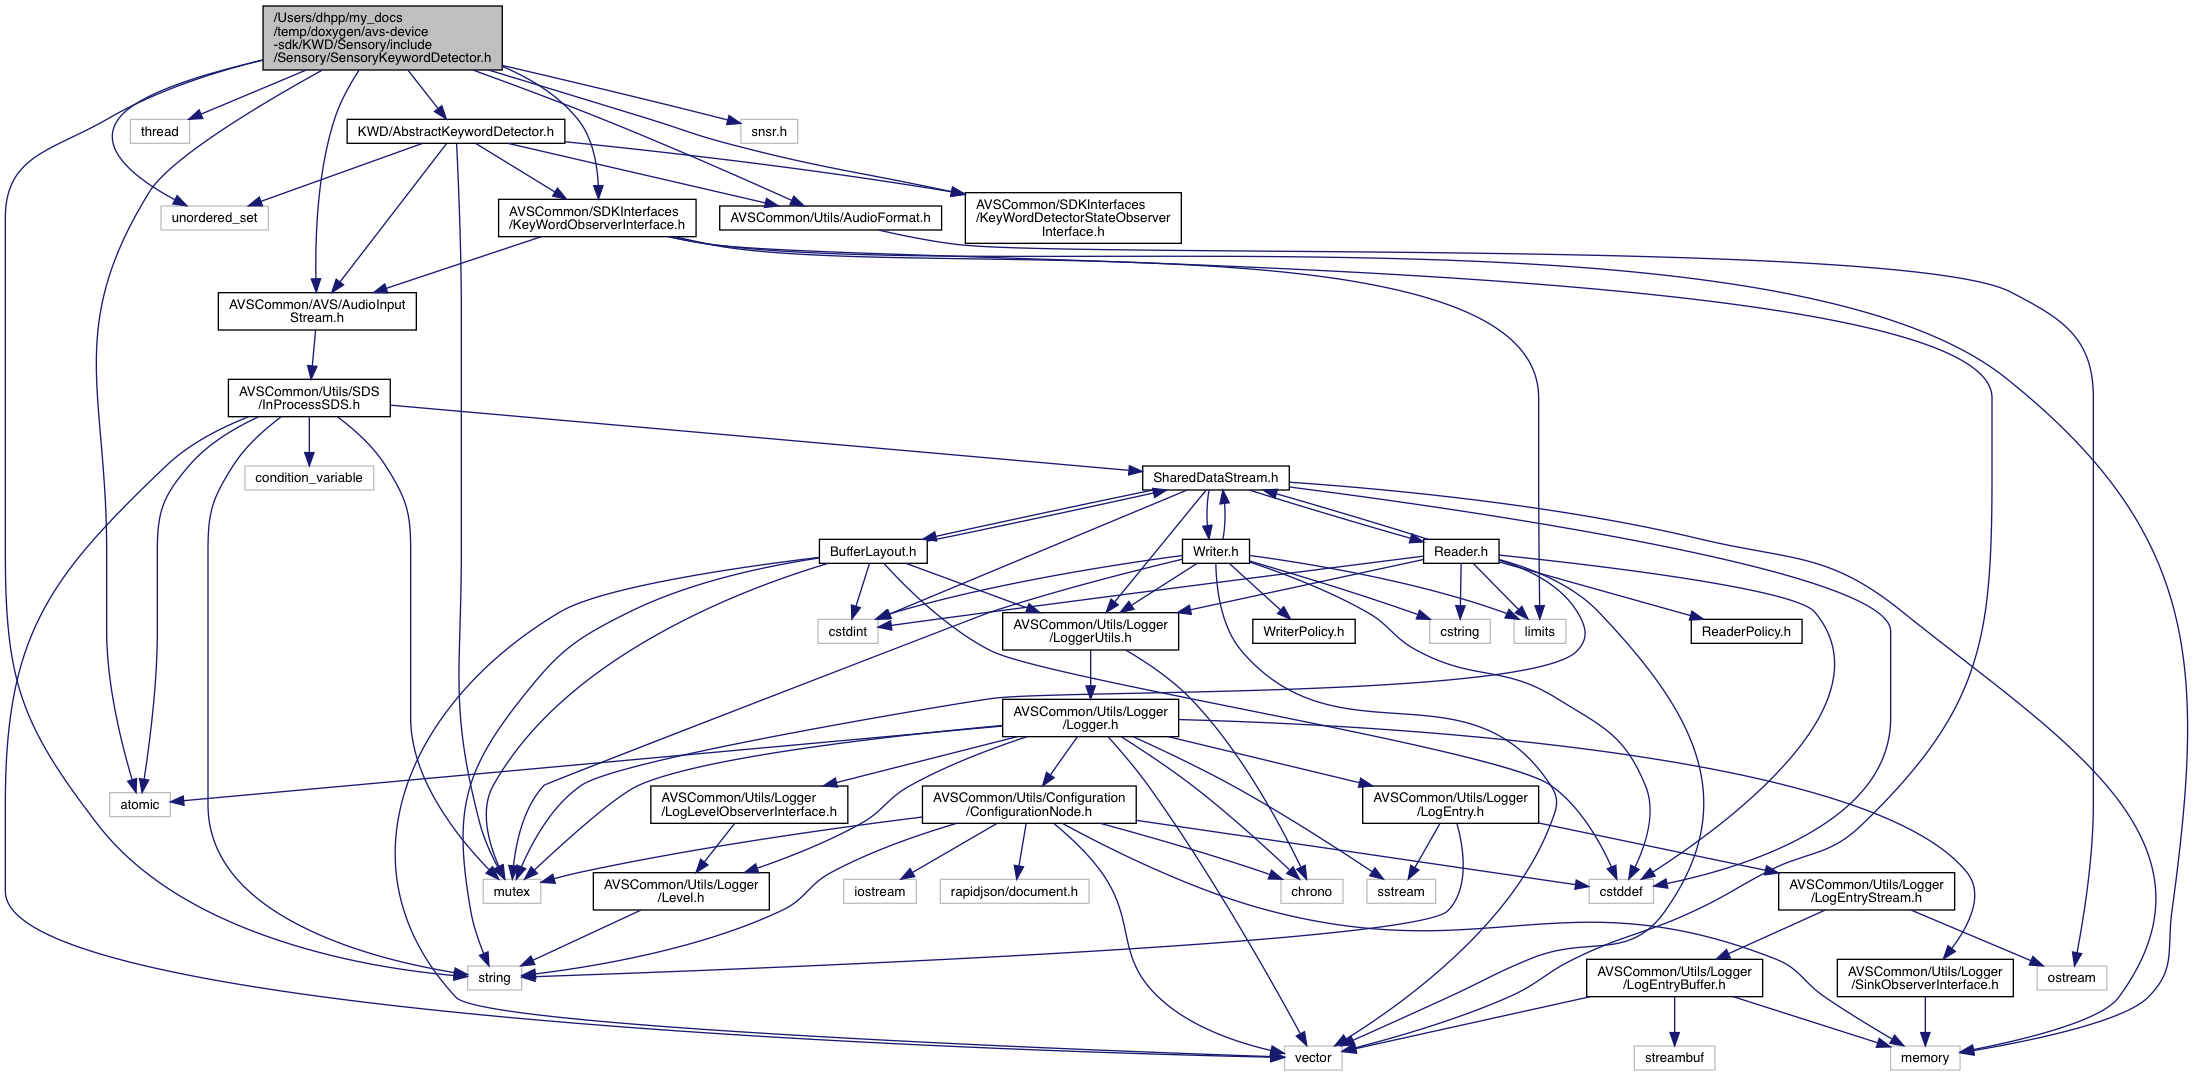 /Users/dhpp/my_docs
/temp/doxygen/avs-device
-sdk/KWD/Sensory/include
/Sensory/SensoryKeywordDetector.h
thread
KWD/AbstractKeywordDetector.h
snsr.h
unordered_set
AVSCommon/SDKInterfaces
/KeyWordObserverInterface.h
AVSCommon/Utils/AudioFormat.h
AVSCommon/SDKInterfaces
/KeyWordDetectorStateObserver
Interface.h
AVSCommon/AVS/AudioInput
Stream.h
AVSCommon/Utils/SDS
/InProcessSDS.h
condition_variable
SharedDataStream.h
BufferLayout.h
Writer.h
Reader.h
cstdint
AVSCommon/Utils/Logger
/LoggerUtils.h
WriterPolicy.h
cstring
limits
ReaderPolicy.h
AVSCommon/Utils/Logger
/Logger.h
atomic
AVSCommon/Utils/Logger
/LogLevelObserverInterface.h
AVSCommon/Utils/Configuration
/ConfigurationNode.h
AVSCommon/Utils/Logger
/LogEntry.h
mutex
AVSCommon/Utils/Logger
/Level.h
iostream
rapidjson/document.h
chrono
sstream
cstddef
AVSCommon/Utils/Logger
/LogEntryStream.h
string
AVSCommon/Utils/Logger
/LogEntryBuffer.h
AVSCommon/Utils/Logger
/SinkObserverInterface.h
ostream
vector
streambuf
memory